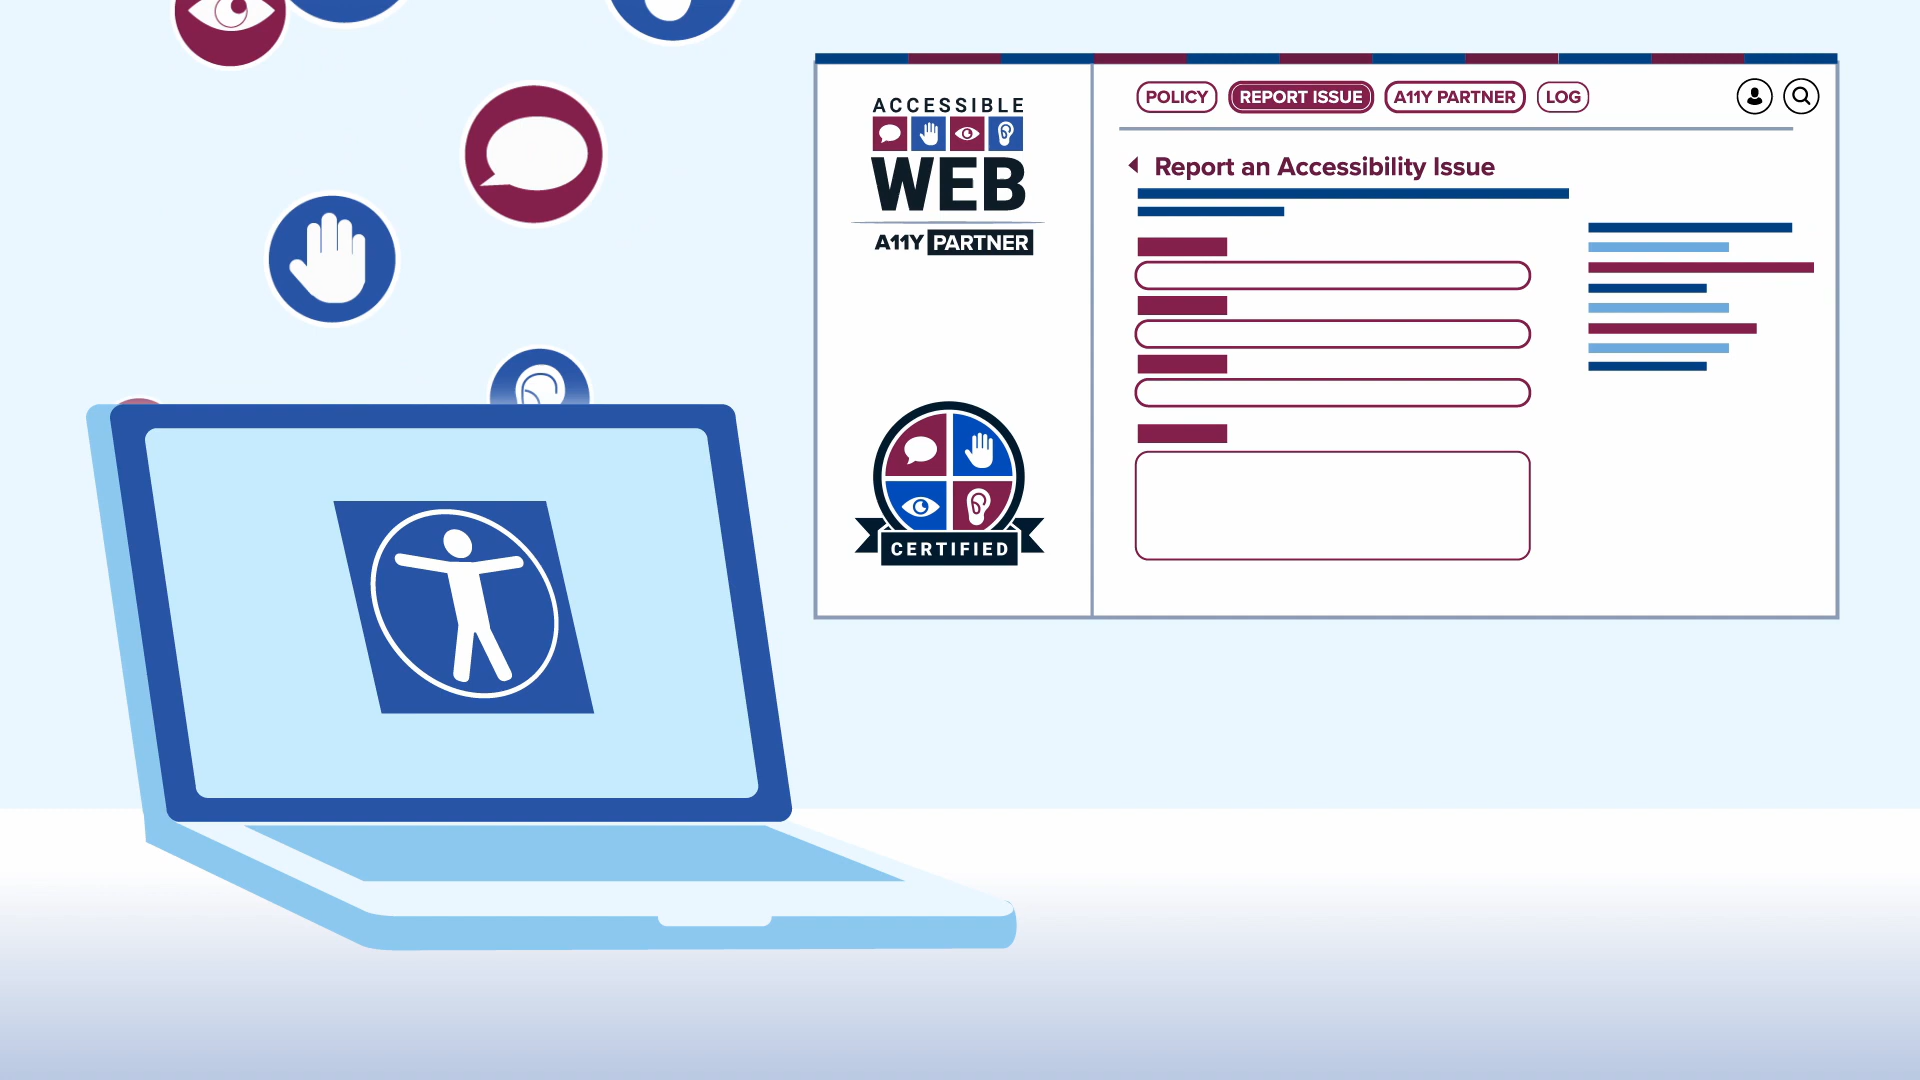 ACCESSIBLE
WEB
A11Y PARTNER
CERTIFIED
POLICY REPORT ISSUE A11Y PARTNER LOG
Report an Accessibility Issue